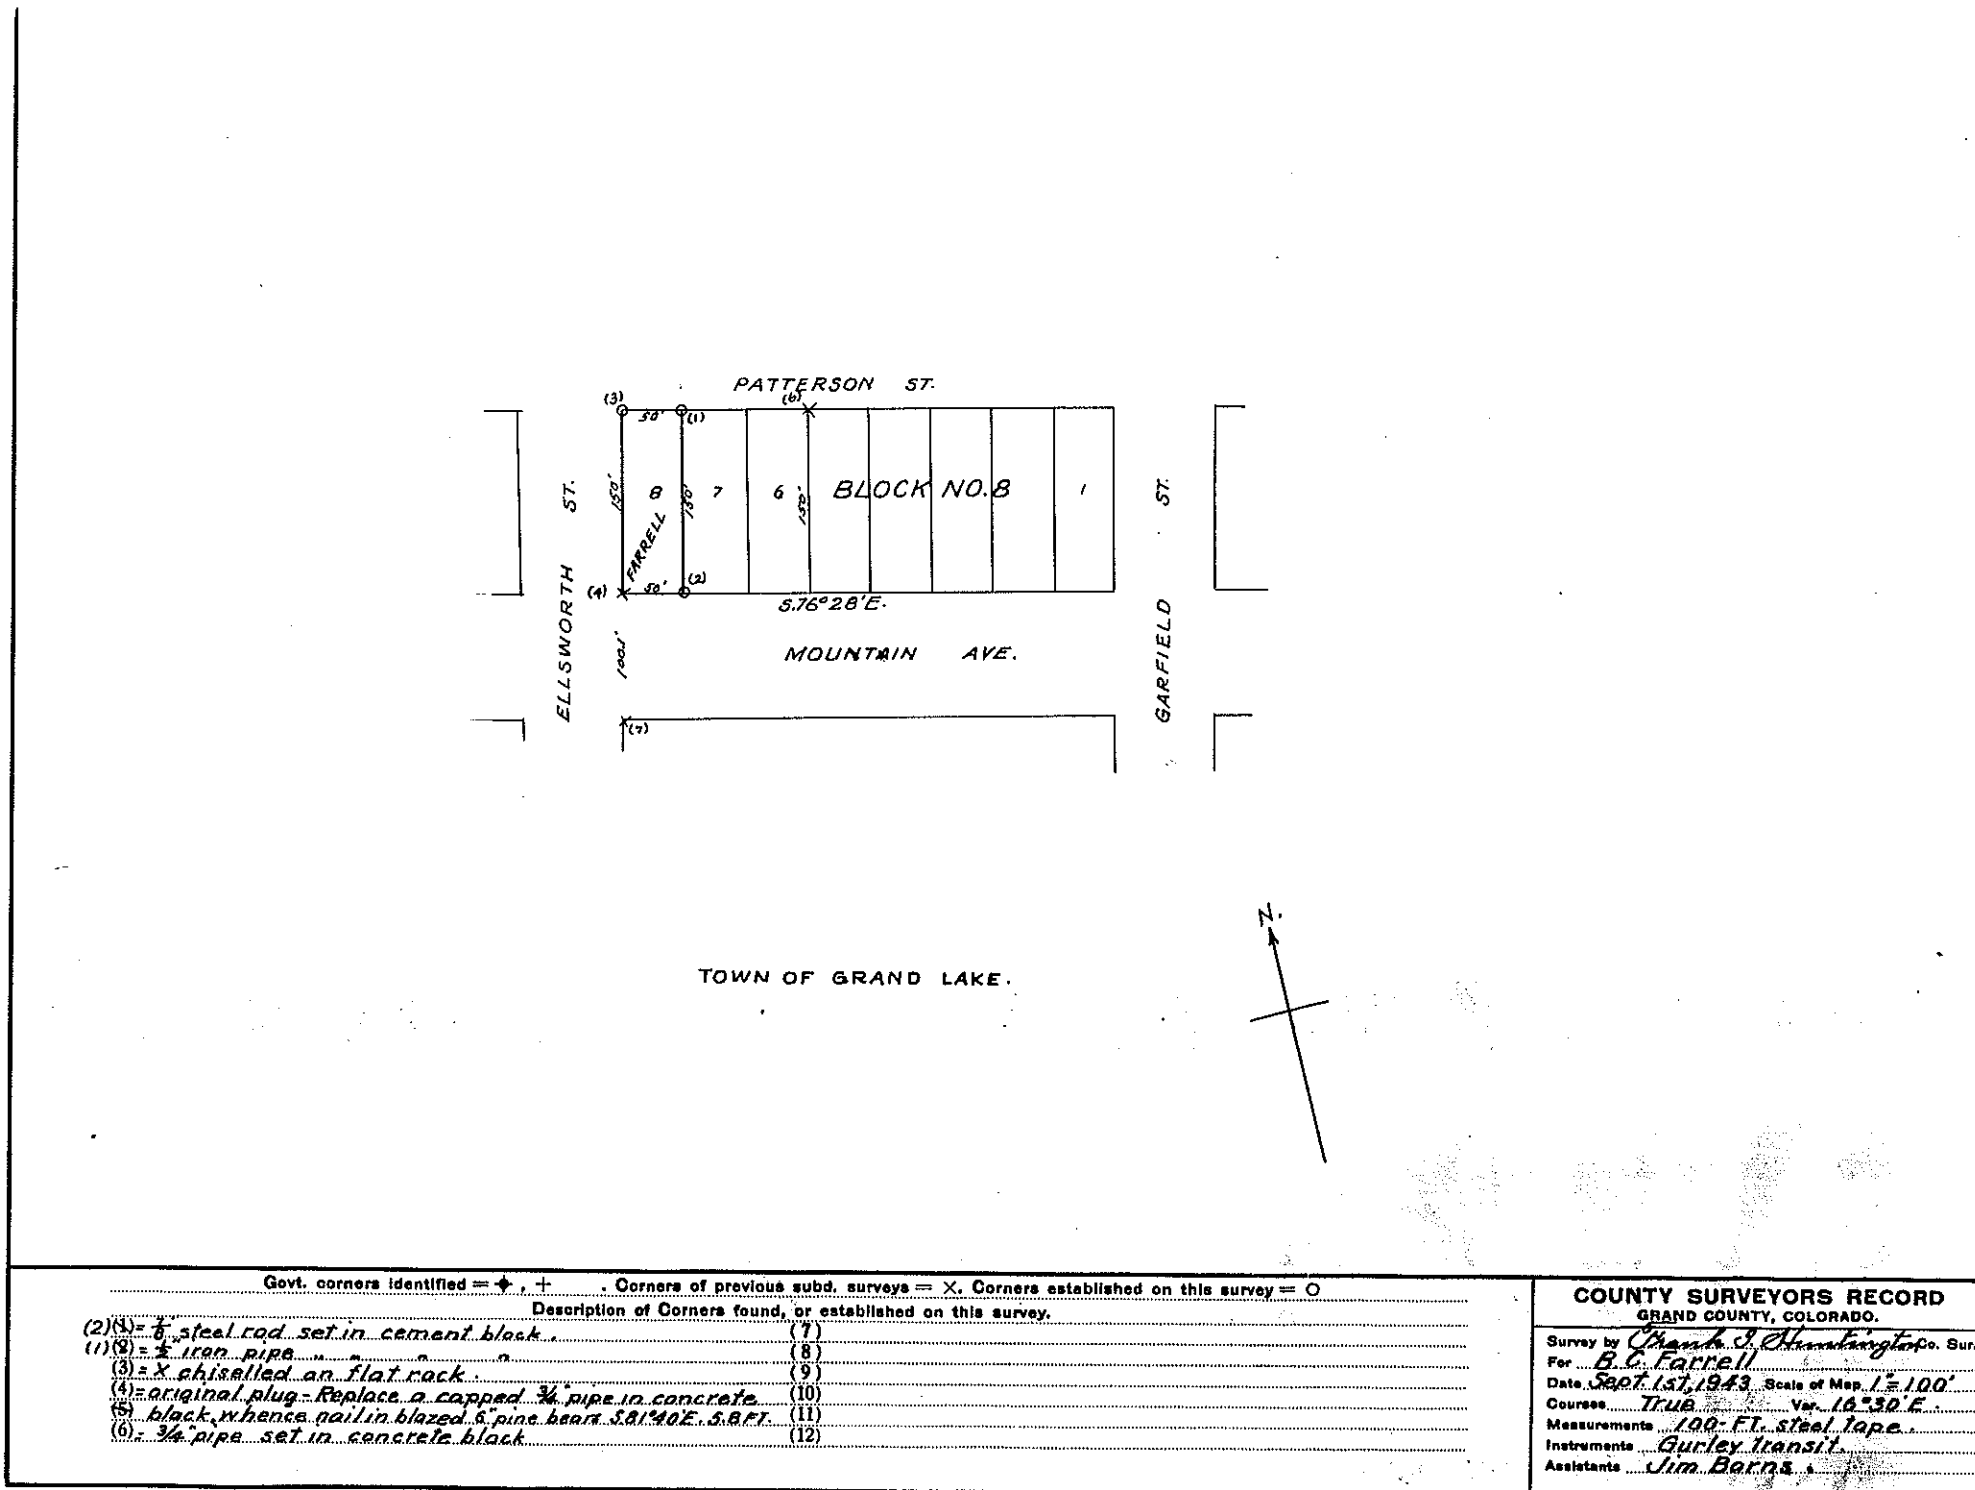 PATTERSON ST.
(3) 50' (1) (6)
ELLSWORTH ST.
150' 8 150' 7 6 150' BLOCK NO. 8 1
FARRELL
GARFIELD ST.
(4) 50' (2)
S.76°28'E.
100.1'
MOUNTAIN AVE.
(7)
N.
TOWN OF GRAND LAKE.
Govt. corners identified = , + . Corners of previous subd. surveys = X. Corners established on this survey = O
Description of Corners found, or established on this survey.
(2)(1)= steel rod set in cement block. (7)
(1)(2)= ½" iron pipe " " " " (8)
(3)= X chiselled on flat rock. (9)
(4)= original plug - Replace a capped ¾" pipe in concrete (10)
(5) block, whence nail in blazed 6" pine bears S.81°40'E. 5.8 FT. (11)
(6)- ¾" pipe set in concrete block (12)
COUNTY SURVEYORS RECORD
GRAND COUNTY, COLORADO.
Survey by Frank I. Huntington Co. Sur.
For B.C. Farrell
Date Sept. 1st, 1943 Scale of Map 1"=100'
Courses True Var. 16°30'E.
Measurements 100-FT. steel tape.
Instruments Gurley Transit.
Assistants Jim Barns.